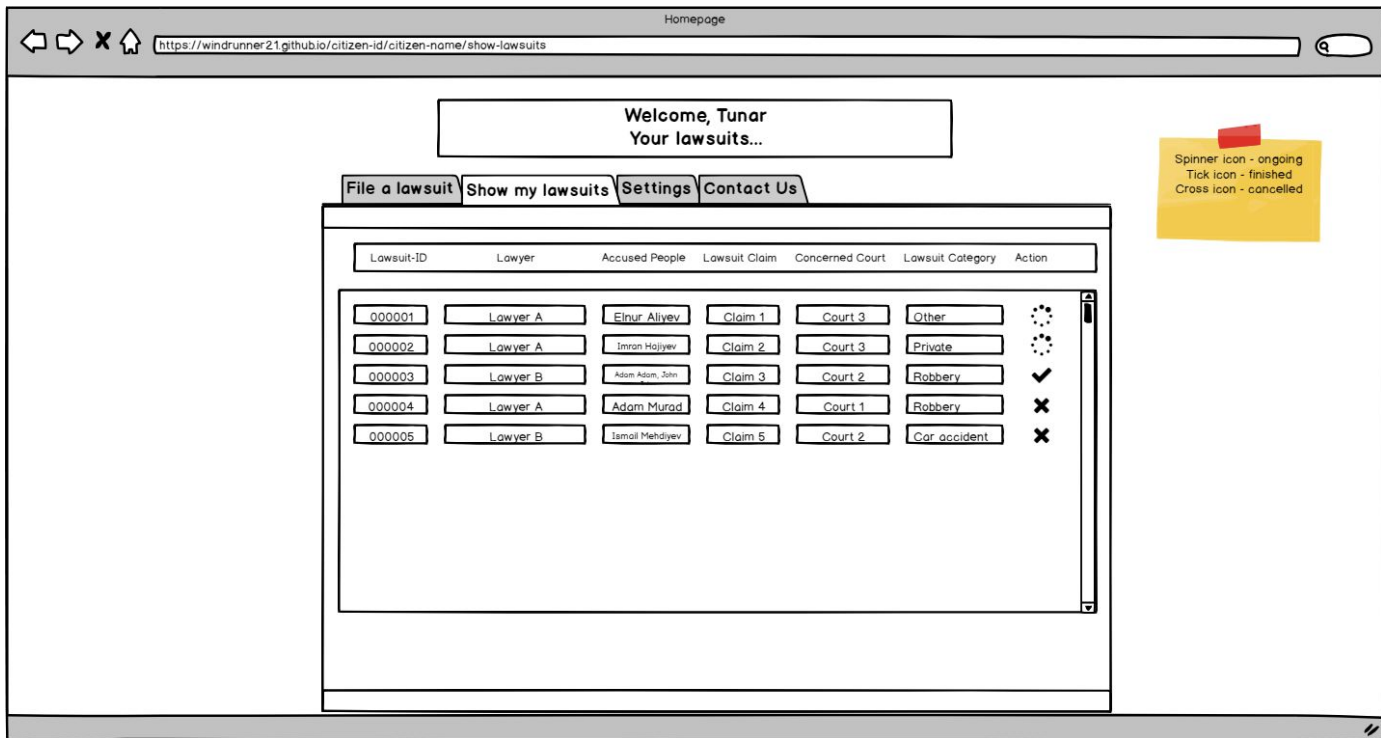 Homepage
https://windrunner21.github.io/citizen-id/citizen-name/show-lawsuits
Welcome, Tunar
Your lawsuits...
Spinner icon - ongoing
Tick icon - finished
Cross icon - cancelled
File a lawsuit Show my lawsuits Settings Contact Us
Lawsuit-ID Lawyer Accused People Lawsuit Claim Concerned Court Lawsuit Category Action
000001 Lawyer A Elnur Aliyev Claim 1 Court 3 Other
000002 Lawyer A Imran Hajiyev Claim 2 Court 3 Private
000003 Lawyer B Adam Adam, John Claim 3 Court 2 Robbery
000004 Lawyer A Adam Murad Claim 4 Court 1 Robbery
000005 Lawyer B Ismail Mehdiyev Claim 5 Court 2 Car accident